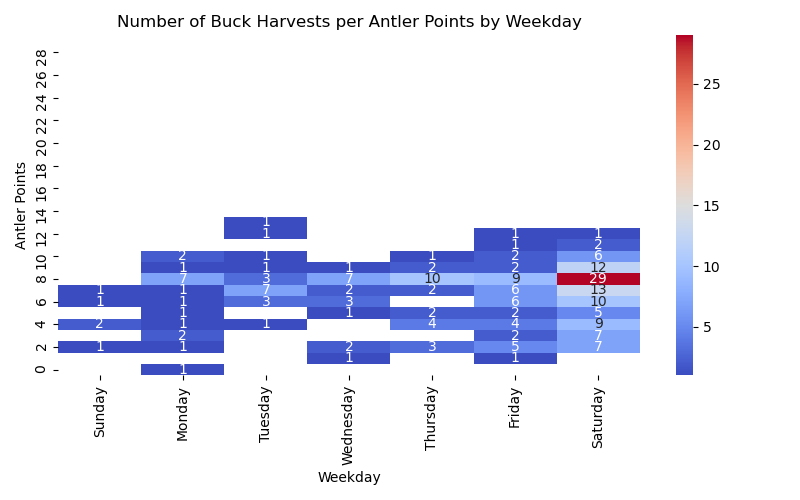 Number of Buck Harvests per Antler Points by Weekday
Antler Points
28
26
24
22
20
18
16
14
1
12 1 1 1
1 2
10 2 1 1 2 6
1 1 1 2 2 12
8 7 3 7 10 9 29
1 1 7 2 2 6 13
6 1 1 3 3 6 10
1 1 2 2 5
4 2 1 1 4 4 9
2 2 7
2 1 1 2 3 5 7
1 1
0 1
Sunday Monday Tuesday Wednesday Thursday Friday Saturday
Weekday
25
20
15
10
5